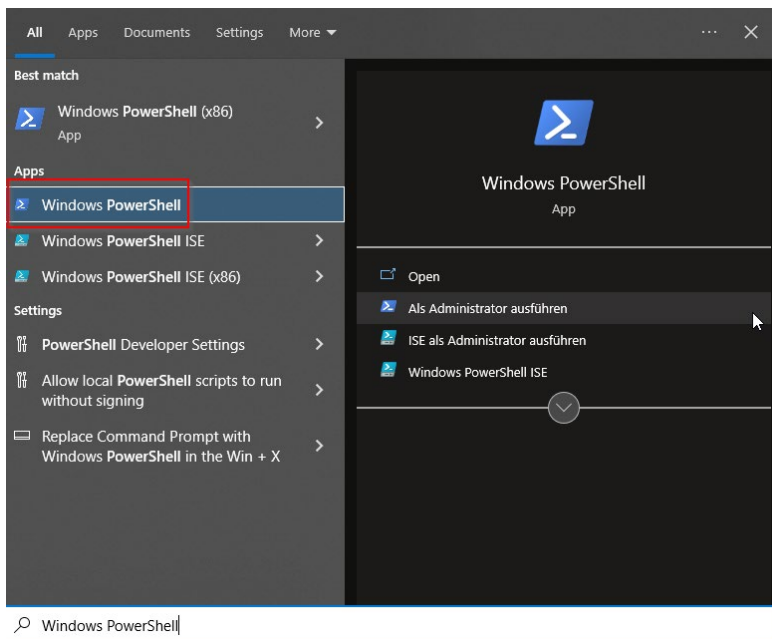 All Apps Documents Settings More
Best match
Windows PowerShell (x86)
App
Apps
Windows PowerShell
Windows PowerShell ISE
Windows PowerShell ISE (x86)
Settings
PowerShell Developer Settings
Allow local PowerShell scripts to run
without signing
Replace Command Prompt with
Windows PowerShell in the Win + X
Windows PowerShell
App
Open
Als Administrator ausführen
ISE als Administrator ausführen
Windows PowerShell ISE
Windows PowerShell